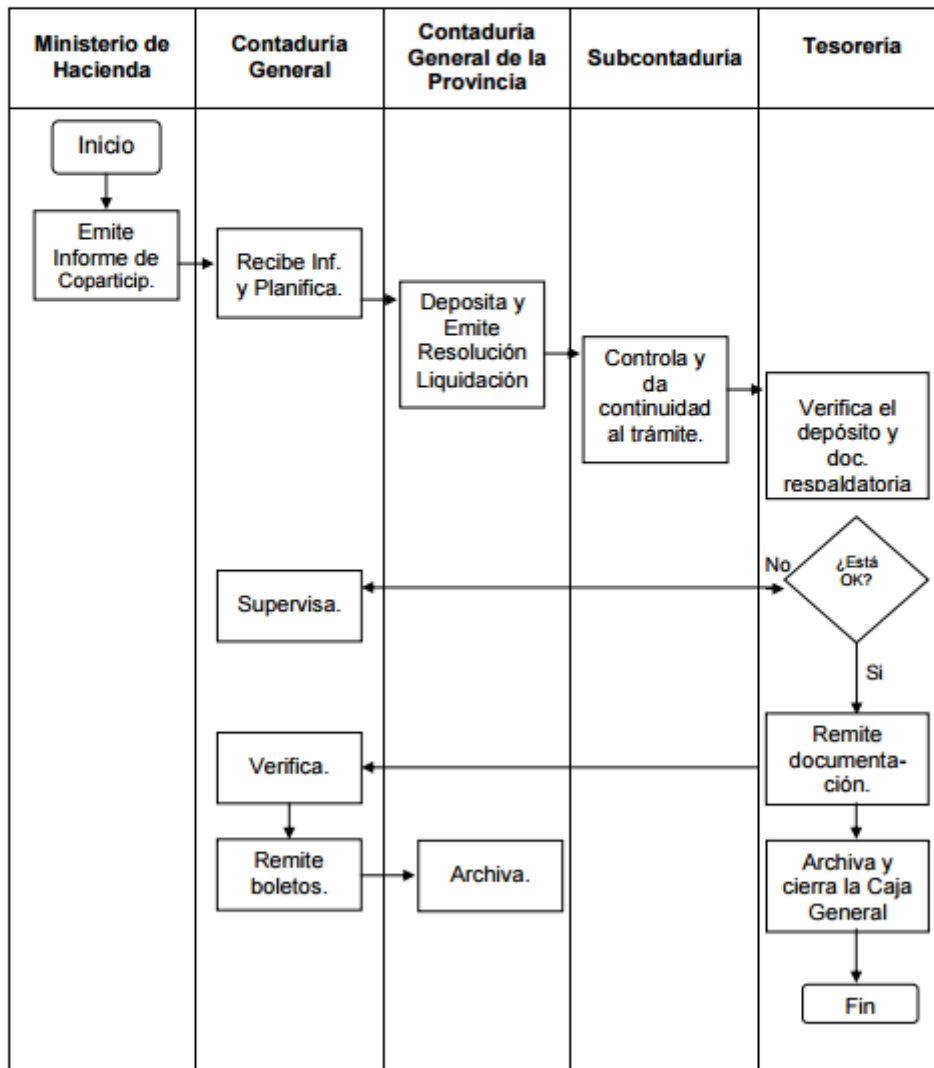 Ministerio de
Hacienda
Contaduría
General
Contaduría
General de la
Provincia
Subcontaduria
Tesorería
Inicio
Emite
Informe de
Coparticip.
Recibe Inf.
y Planifica.
Deposita y
Emite
Resolución
Liquidación
Controla y
da
continuidad
al trámite.
Verifica el
depósito y
doc.
respaldatoria
¿Está
OK?
No
Supervisa.
Si
Remite
documenta-
ción.
Verifica.
Remite
boletos.
Archiva.
Archiva y
cierra la Caja
General
Fin